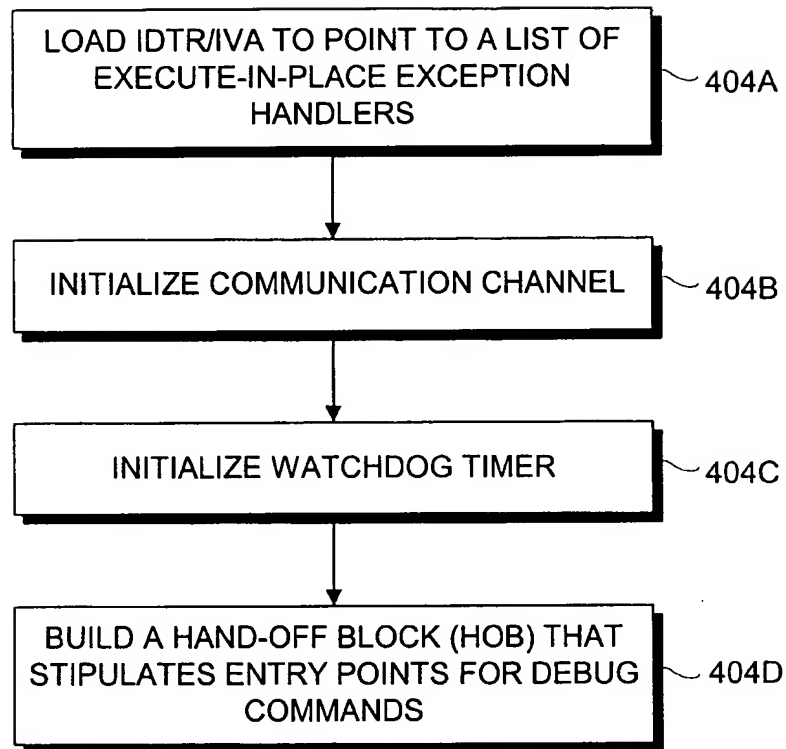 LOAD IDTR/IVA TO POINT TO A LIST OF
EXECUTE-IN-PLACE EXCEPTION
HANDLERS
404A
INITIALIZE COMMUNICATION CHANNEL
404B
INITIALIZE WATCHDOG TIMER
404C
BUILD A HAND-OFF BLOCK (HOB) THAT
STIPULATES ENTRY POINTS FOR DEBUG
COMMANDS
404D